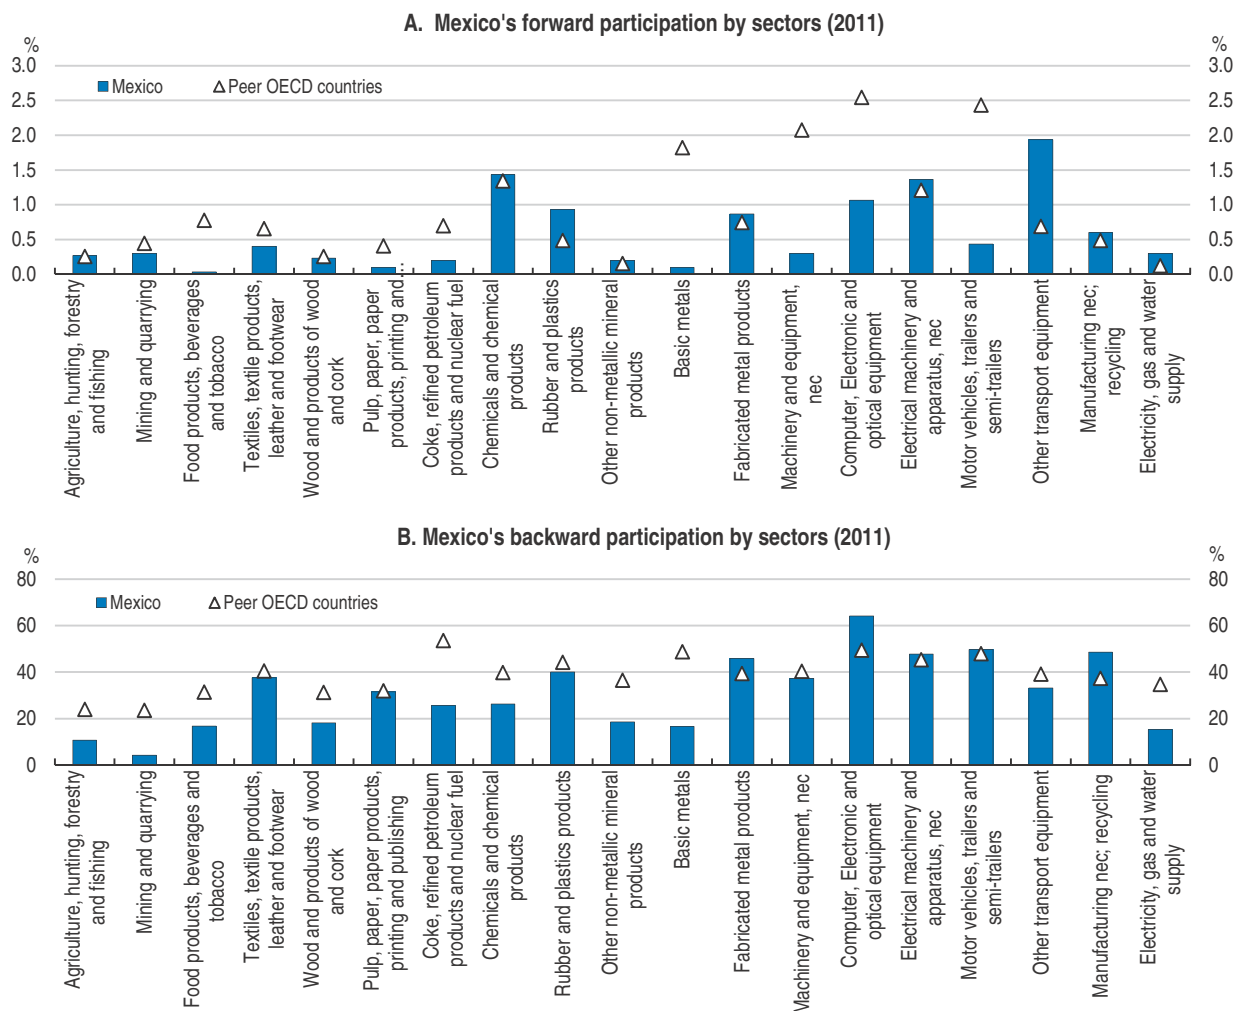 A. Mexico's forward participation by sectors (2011)
% %
3.0 3.0
Mexico Peer OECD countries
2.5 2.5
2.0 2.0
1.5 1.5
1.0 1.0
0.5 0.5
0.0 0.0
Agriculture, hunting, forestry
and fishing
Mining and quarrying
Food products, beverages
and tobacco
Textiles, textile products,
leather and footwear
Wood and products of wood
and cork
Pulp, paper, paper
products, printing and...
Coke, refined petroleum
products and nuclear fuel
Chemicals and chemical
products
Rubber and plastics
products
Other non-metallic mineral
products
Basic metals
Fabricated metal products
Machinery and equipment,
nec
Computer, Electronic and
optical equipment
Electrical machinery and
apparatus, nec
Motor vehicles, trailers and
semi-trailers
Other transport equipment
Manufacturing nec;
recycling
Electricity, gas and water
supply
B. Mexico's backward participation by sectors (2011)
% %
80 80
Mexico Peer OECD countries
60 60
40 40
20 20
0 0
Agriculture, hunting, forestry
and fishing
Mining and quarrying
Food products, beverages and
tobacco
Textiles, textile products,
leather and footwear
Wood and products of wood
and cork
Pulp, paper, paper products,
printing and publishing
Coke, refined petroleum
products and nuclear fuel
Chemicals and chemical
products
Rubber and plastics products
Other non-metallic mineral
products
Basic metals
Fabricated metal products
Machinery and equipment, nec
Computer, Electronic and
optical equipment
Electrical machinery and
apparatus, nec
Motor vehicles, trailers and
semi-trailers
Other transport equipment
Manufacturing nec; recycling
Electricity, gas and water
supply